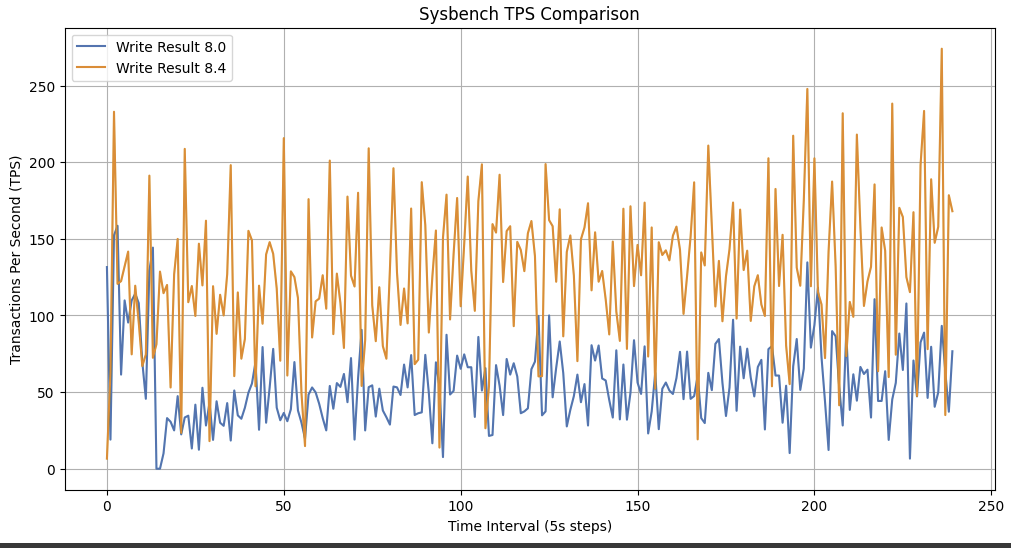 Sysbench TPS Comparison
Write Result 8.0
Write Result 8.4
Transactions Per Second (TPS)
250
200
150
100
50
0
0 50 100 150 200 250
Time Interval (5s steps)